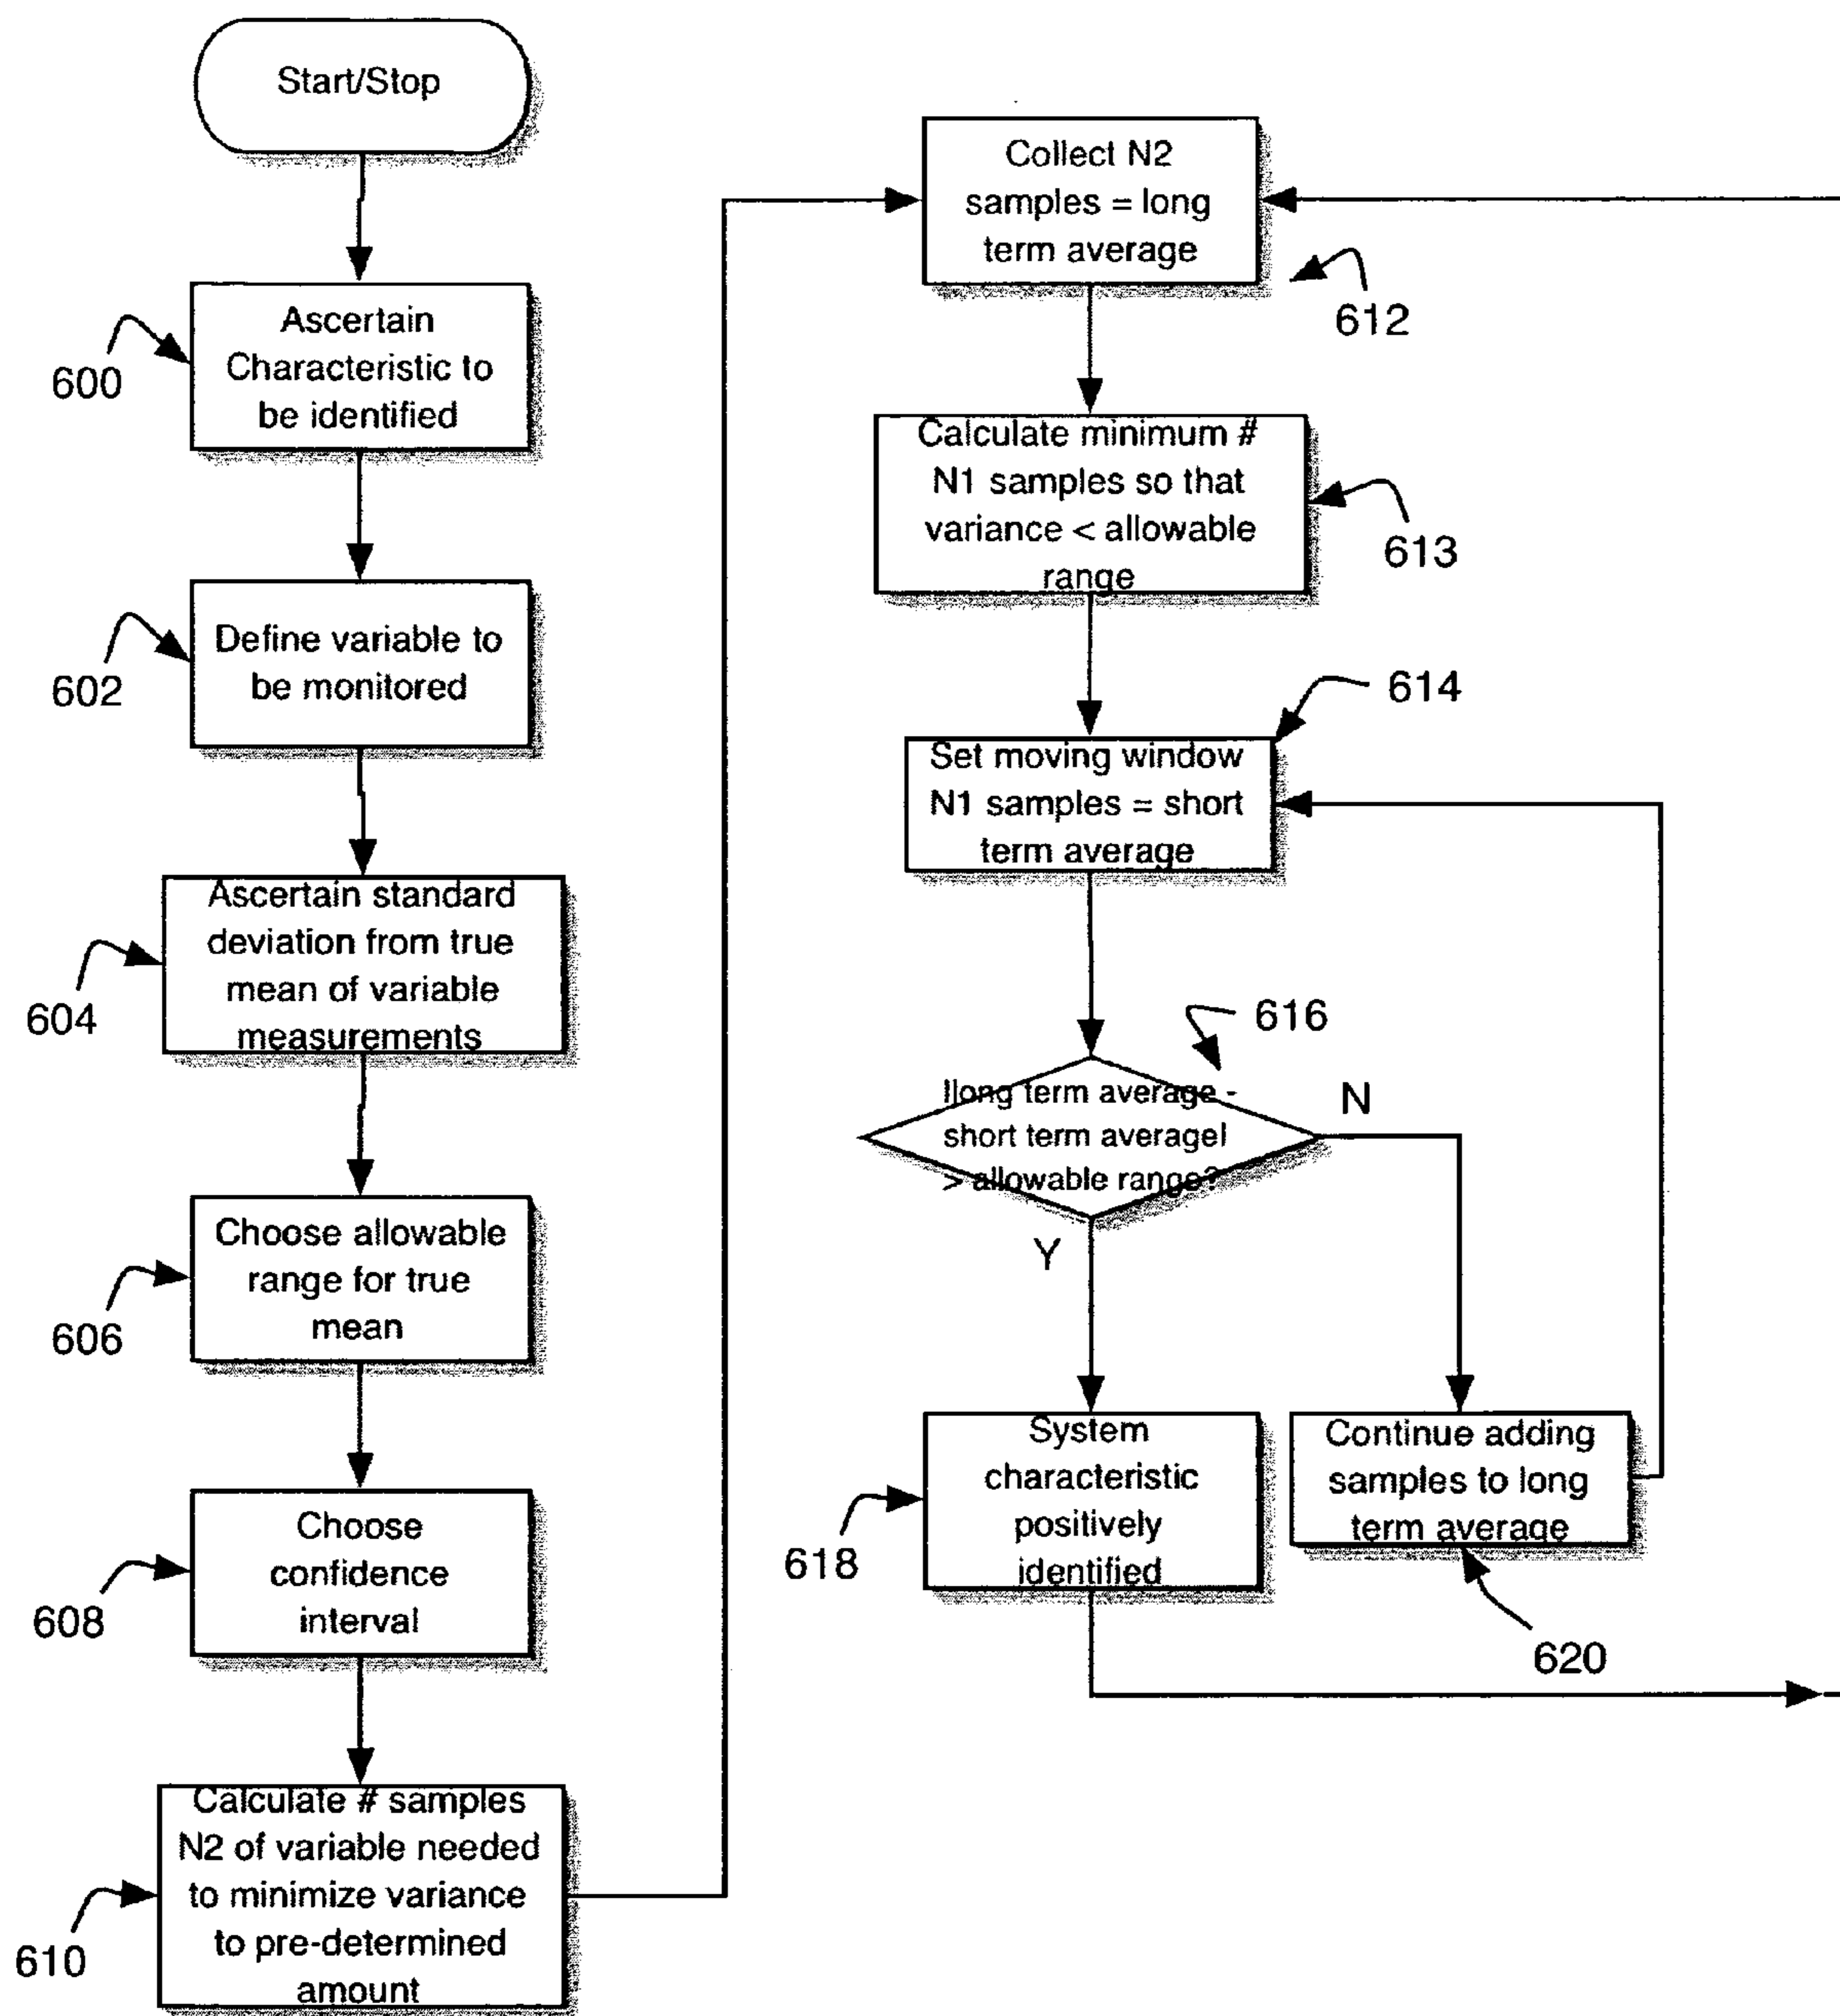 Start/Stop
Ascertain
Characteristic to
be identified
600
Define variable to
be monitored
602
Ascertain standard
deviation from true
mean of variable
measurements
604
Choose allowable
range for true
mean
606
Choose
confidence
interval
608
Calculate # samples
N2 of variable needed
to minimize variance
to pre-determined
amount
610
Collect N2
samples = long
term average
612
Calculate minimum #
N1 samples so that
variance < allowable
range
613
Set moving window
N1 samples = short
term average
614
|long term average -
short term average|
> allowable range?
616
N
Y
System
characteristic
positively
identified
618
Continue adding
samples to long
term average
620